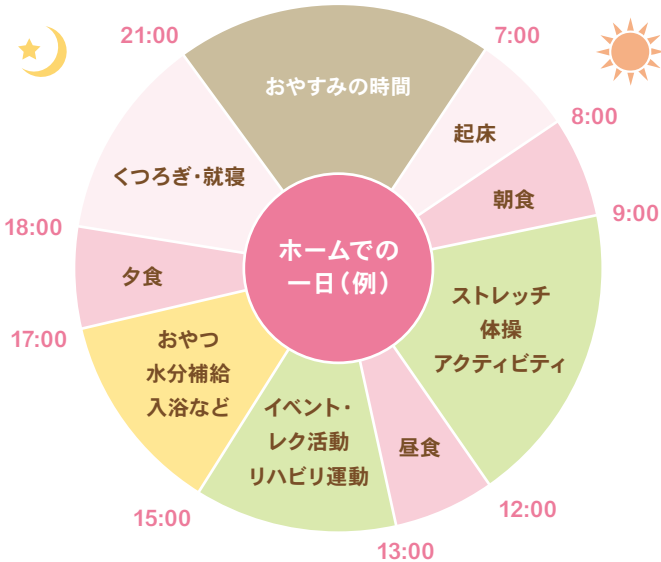 21:00
7:00
おやすみの時間
8:00
起床
くつろぎ・就寝
朝食
9:00
18:00
ホームでの
一日（例）
夕食
ストレッチ
体操
アクティビティ
17:00
おやつ
水分補給
入浴など
イベント・
レク活動
リハビリ運動
昼食
12:00
15:00
13:00